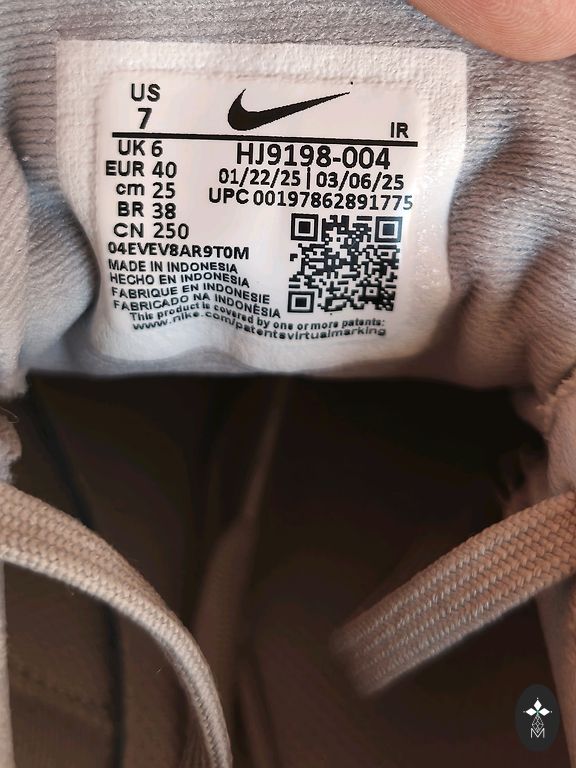 US
7
IR
UK 6
EUR 40
cm 25
BR 38
CN 250
HJ9198-004
01/22/25 | 03/06/25
UPC 00197862891775
04EVEV8AR9T0M
MADE IN INDONESIA
HECHO EN INDONESIA
FABRIQUE EN INDONESIE
FABRICADO NA INDONÉSIA
This product is covered by one or more patents:
www.nike.com/patentsvirtualmarking
M